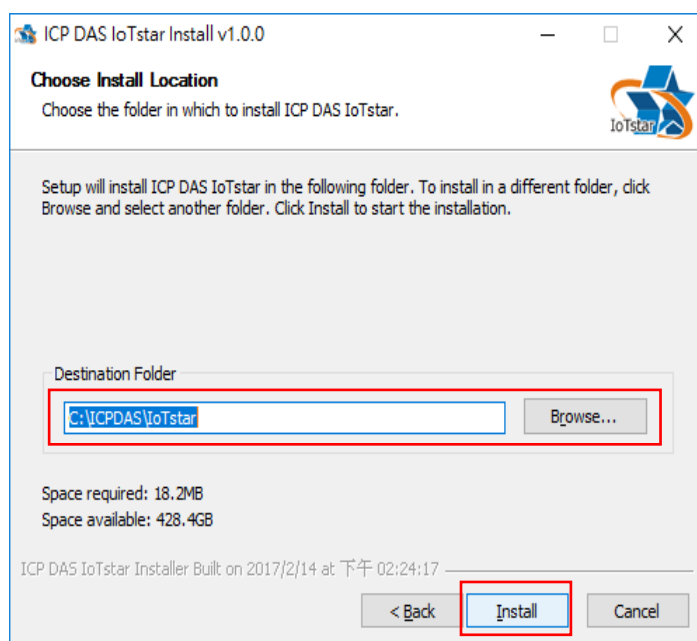 ICP DAS IoTstar Install v1.0.0
Choose Install Location
Choose the folder in which to install ICP DAS IoTstar.
IoTstar
Setup will install ICP DAS IoTstar in the following folder. To install in a different folder, click
Browse and select another folder. Click Install to start the installation.
Destination Folder
C:\ICPDAS\IoTstar
Browse...
Space required: 18.2MB
Space available: 428.4GB
ICP DAS IoTstar Installer Built on 2017/2/14 at 下午 02:24:17
< Back
Install
Cancel